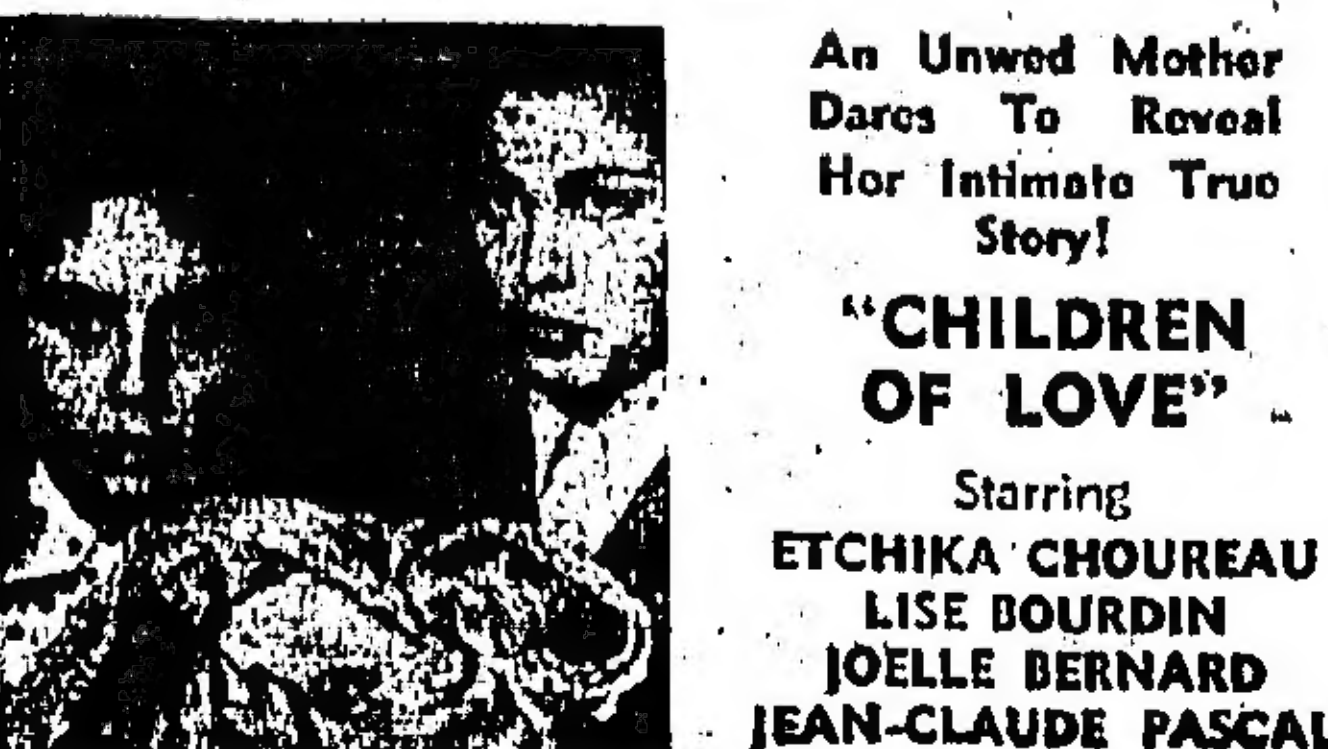 An Unwed Mother
Dares To Reveal
Her Intimate True
Story!
“CHILDREN
OF LOVE”
Starring
ETCHIKA CHOUREAU
LISE BOURDIN
JOELLE BERNARD
JEAN-CLAUDE PASCAL